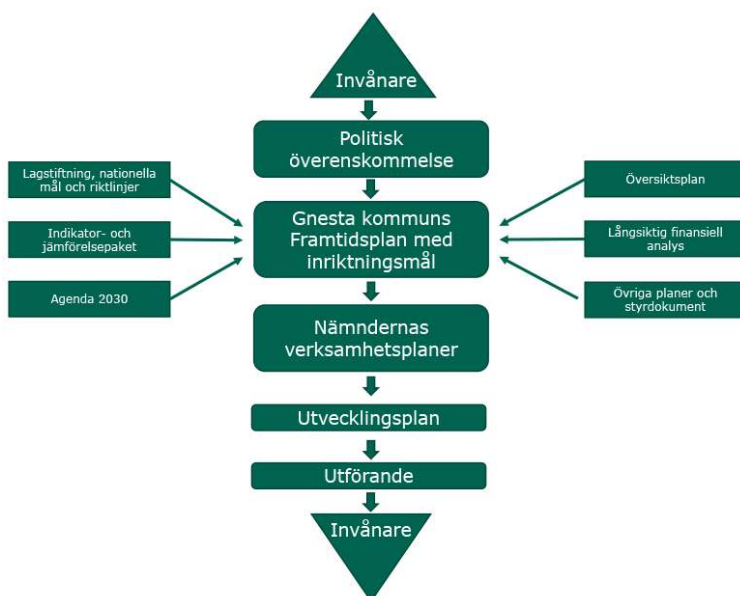 Invånare
Politisk
överenskommelse
Lagstiftning, nationella
mål och riktlinjer
Indikator- och
jämförelsepaket
Agenda 2030
Gnesta kommuns
Framtidsplan med
inriktningsmål
Översiktsplan
Långsiktig finansiell
analys
Övriga planer och
styrdokument
Nämndernas
verksamhetsplaner
Utvecklingsplan
Utförande
Invånare